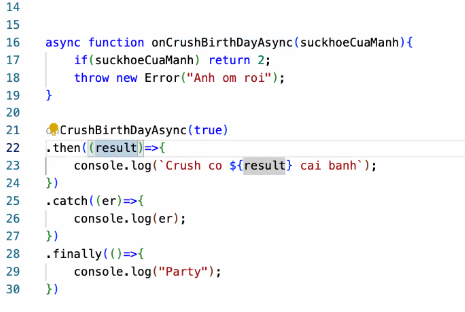 14
15
16 async function onCrushBirthDayAsync(suckhoeCuaManh){
17 if(suckhoeCuaManh) return 2;
18 throw new Error("Anh om roi");
19 }
20
21 CrushBirthDayAsync(true)
22 .then((result)=>{
23 console.log(`Crush co ${result} cai banh`);
24 })
25 .catch((er)=>{
26 console.log(er);
27 })
28 .finally(()=>{
29 console.log("Party");
30 })